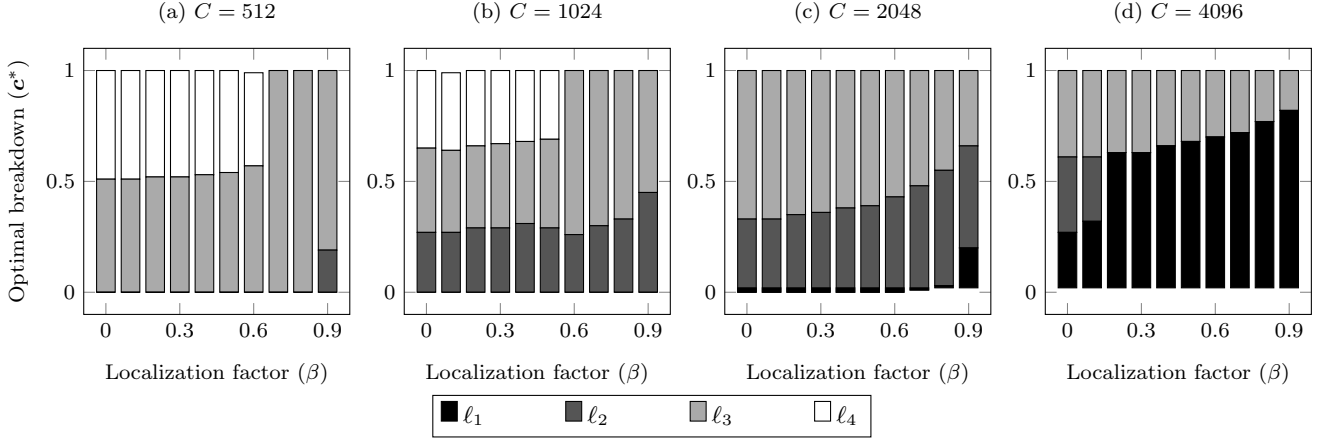 (a) C = 512
(b) C = 1024
(c) C = 2048
(d) C = 4096
Optimal breakdown (c*)
1
0.5
0
0 0.3 0.6 0.9
Localization factor (β)
1
0.5
0
0 0.3 0.6 0.9
Localization factor (β)
1
0.5
0
0 0.3 0.6 0.9
Localization factor (β)
1
0.5
0
0 0.3 0.6 0.9
Localization factor (β)
ℓ1 ℓ2 ℓ3 ℓ4